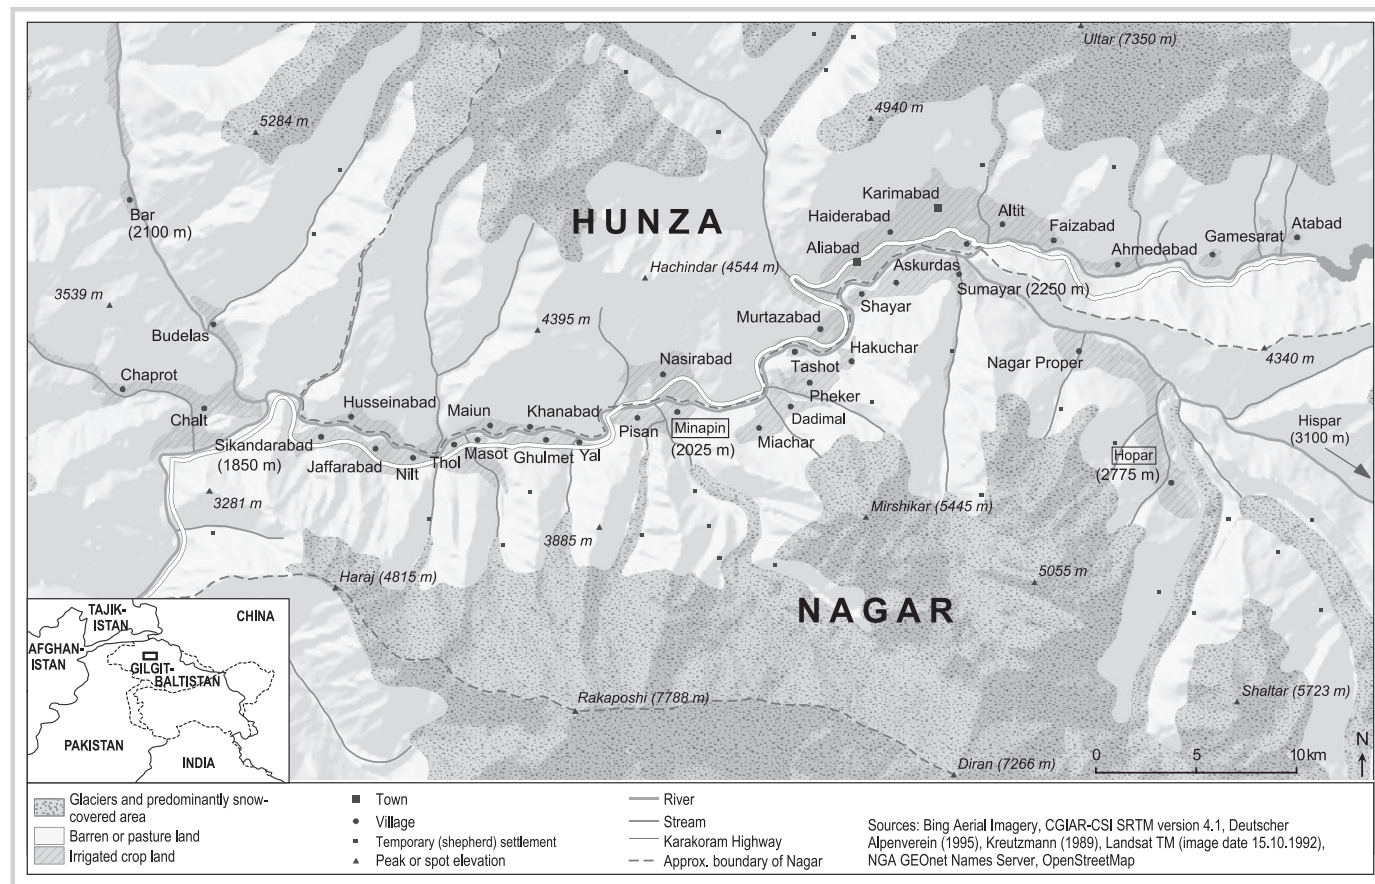 Ultar (7350 m)
5284 m
4940 m
Karimabad
Bar
(2100 m)
HUNZA
Haiderabad
Altit
Faizabad
Atabad
Gamesarat
Aliabad
Ahmedabad
Askurdas
Hachindar (4544 m)
Sumayar (2250 m)
3539 m
Shayar
Murtazabad
4395 m
Budelas
Hakuchar
Nasirabad
Nagar Proper
4340 m
Tashot
Chaprot
Pheker
Husseinabad
Dadimal
Chalt
Maiun
Khanabad
Hispar
(3100 m)
Pisan
Minapin
(2025 m)
Miachar
Sikandarabad
(1850 m)
Jaffarabad
Nilt
Thol
Masot
Ghulmet
Yal
Hopar
(2775 m)
3281 m
Mirshikar (5445 m)
3885 m
Haraj (4815 m)
5055 m
NAGAR
TAJIK-
ISTAN
CHINA
AFGHAN-
ISTAN
GILGIT-
BALTISTAN
PAKISTAN
INDIA
Rakaposhi (7788 m)
Shaltar (5723 m)
Diran (7266 m)
0 5 10 km
N
Glaciers and predominantly snow-
covered area
Barren or pasture land
Irrigated crop land
Town
Village
Temporary (shepherd) settlement
Peak or spot elevation
River
Stream
Karakoram Highway
Approx. boundary of Nagar
Sources: Bing Aerial Imagery, CGIAR-CSI SRTM version 4.1, Deutscher
Alpenverein (1995), Kreutzmann (1989), Landsat TM (image date 15.10.1992),
NGA GEOnet Names Server, OpenStreetMap